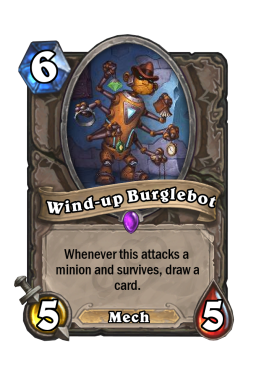 6
Wind-up Burglebot
Whenever this attacks a
minion and survives, draw a
card.
5
Mech
5